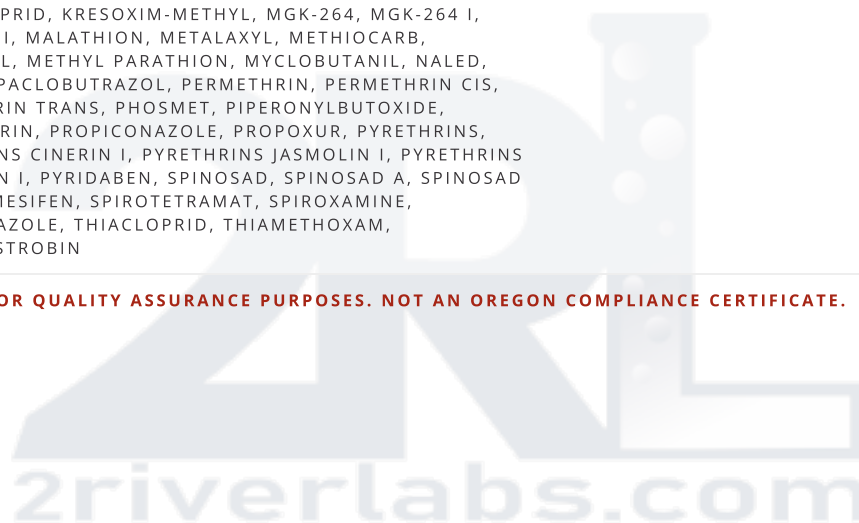 PRID, KRESOXIM-METHYL, MGK-264, MGK-264 I,
I, MALATHION, METALAXYL, METHIOCARB,
L, METHYL PARATHION, MYCLOBUTANIL, NALED,
PACLOBUTRAZOL, PERMETHRIN, PERMETHRIN CIS,
RIN TRANS, PHOSMET, PIPERONYLBUTOXIDE,
RIN, PROPICONAZOLE, PROPOXUR, PYRETHRINS,
NS CINERIN I, PYRETHRINS JASMOLIN I, PYRETHRINS
N I, PYRIDABEN, SPINOSAD, SPINOSAD A, SPINOSAD
MESIFEN, SPIROTETRAMAT, SPIROXAMINE,
AZOLE, THIACLOPRID, THIAMETHOXAM,
STROBIN
OR QUALITY ASSURANCE PURPOSES. NOT AN OREGON COMPLIANCE CERTIFICATE.
2RL
2riverlabs.com